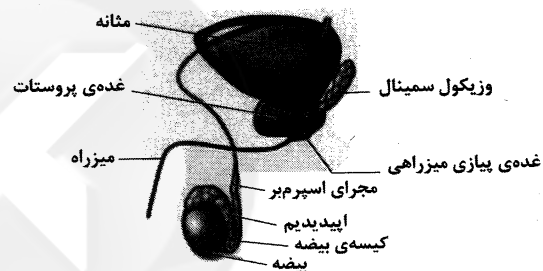 مثانه
وزیکول سمینال
غده‌ی پروستات
غده‌ی پیازی میزراهی
میزراه
مجرای اسپرم‌بر
اپیدیدیم
کیسه‌ی بیضه
بیضه